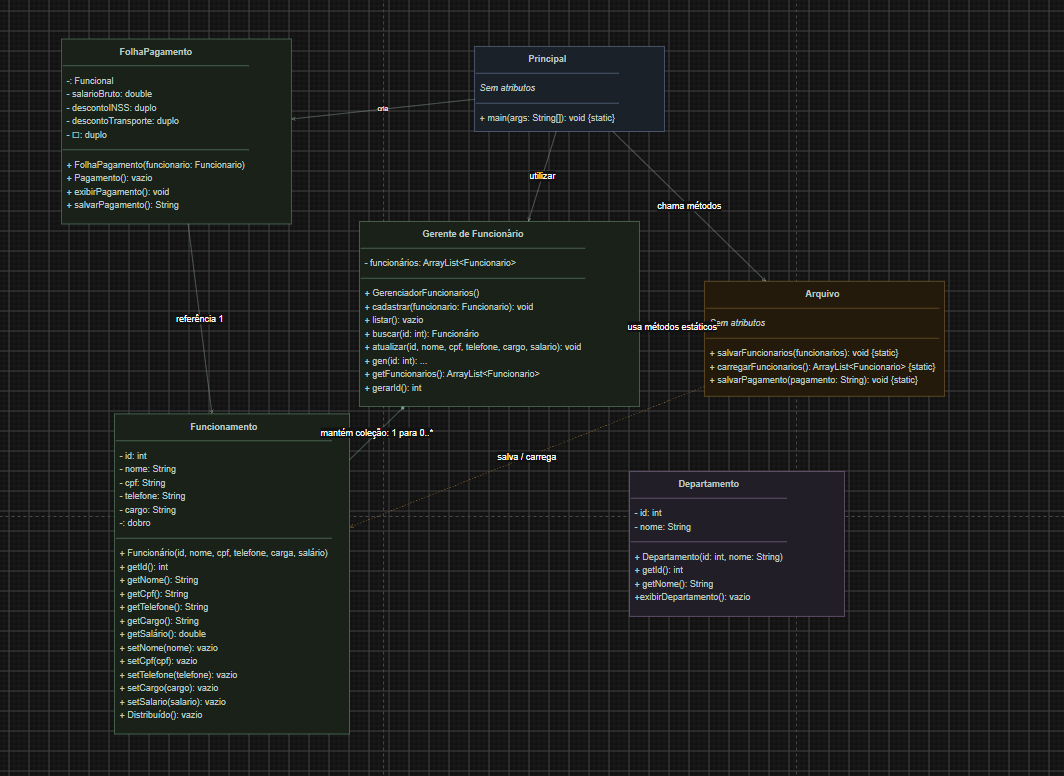 FolhaPagamento
-: Funcional
- salarioBruto: double
- descontoINSS: duplo
- descontoTransporte: duplo
- □: duplo
+ FolhaPagamento(funcionario: Funcionario)
+ Pagamento(): vazio
+ exibirPagamento(): void
+ salvarPagamento(): String
Principal
Sem atributos
+ main(args: String[]): void {static}
cria
utilizar
chama métodos
Gerente de Funcionário
- funcionários: ArrayList<Funcionario>
+ GerenciadorFuncionarios()
+ cadastrar(funcionario: Funcionario): void
+ listar(): vazio
+ buscar(id: int): Funcionário
+ atualizar(id, nome, cpf, telefone, cargo, salario): void
+ gen(id: int): ...
+ getFuncionarios(): ArrayList<Funcionario>
+ gerarId(): int
Arquivo
Sem atributos
+ salvarFuncionarios(funcionarios): void {static}
+ carregarFuncionarios(): ArrayList<Funcionario> {static}
+ salvarPagamento(pagamento: String): void {static}
usa métodos estáticos
referência 1
mantém coleção: 1 para 0..*
salva / carrega
Funcionamento
- id: int
- nome: String
- cpf: String
- telefone: String
- cargo: String
-: dobro
+ Funcionário(id, nome, cpf, telefone, carga, salário)
+ getId(): int
+ getNome(): String
+ getCpf(): String
+ getTelefone(): String
+ getCargo(): String
+ getSalário(): double
+ setNome(nome): vazio
+ setCpf(cpf): vazio
+ setTelefone(telefone): vazio
+ setCargo(cargo): vazio
+ setSalario(salario): vazio
+ Distribuído(): vazio
Departamento
- id: int
- nome: String
+ Departamento(id: int, nome: String)
+ getId(): int
+ getNome(): String
+exibirDepartamento(): vazio